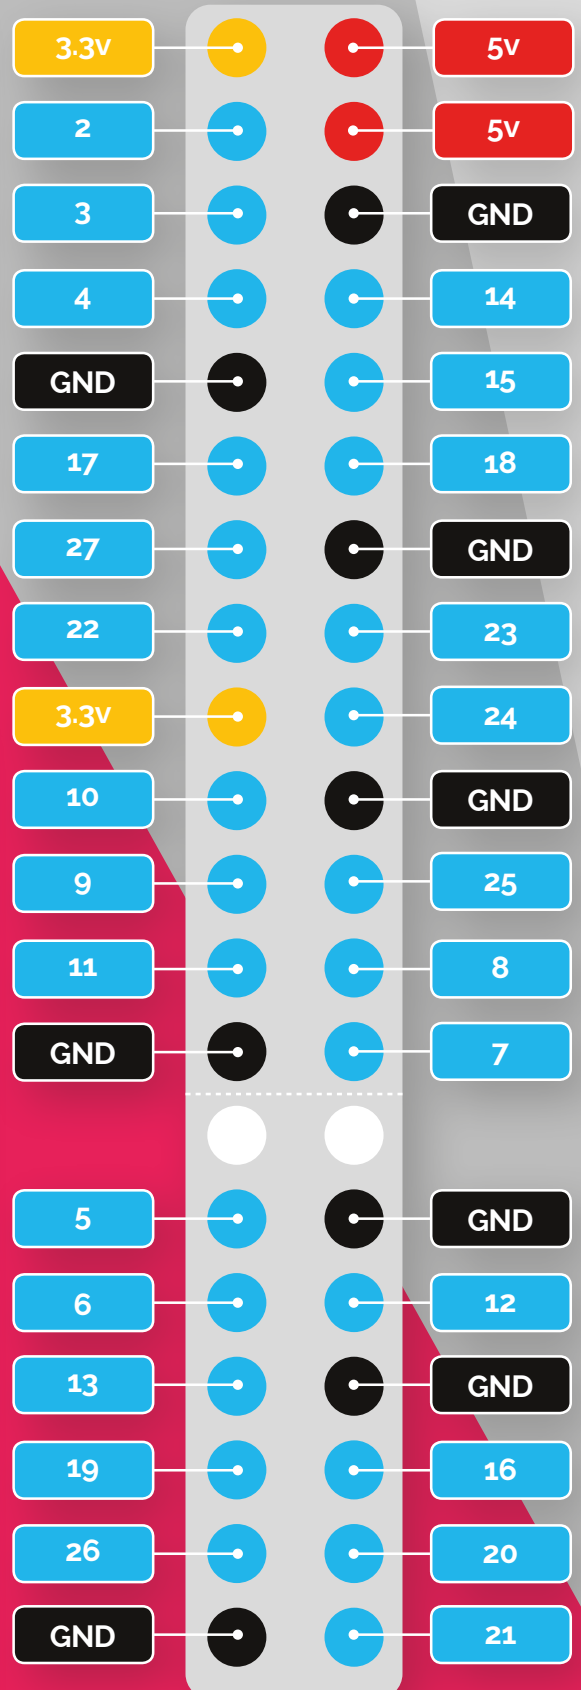 3.3v 5v
2 5v
3 GND
4 14
GND 15
17 18
27 GND
22 23
3.3v 24
10 GND
9 25
11 8
GND 7
5 GND
6 12
13 GND
19 16
26 20
GND 21